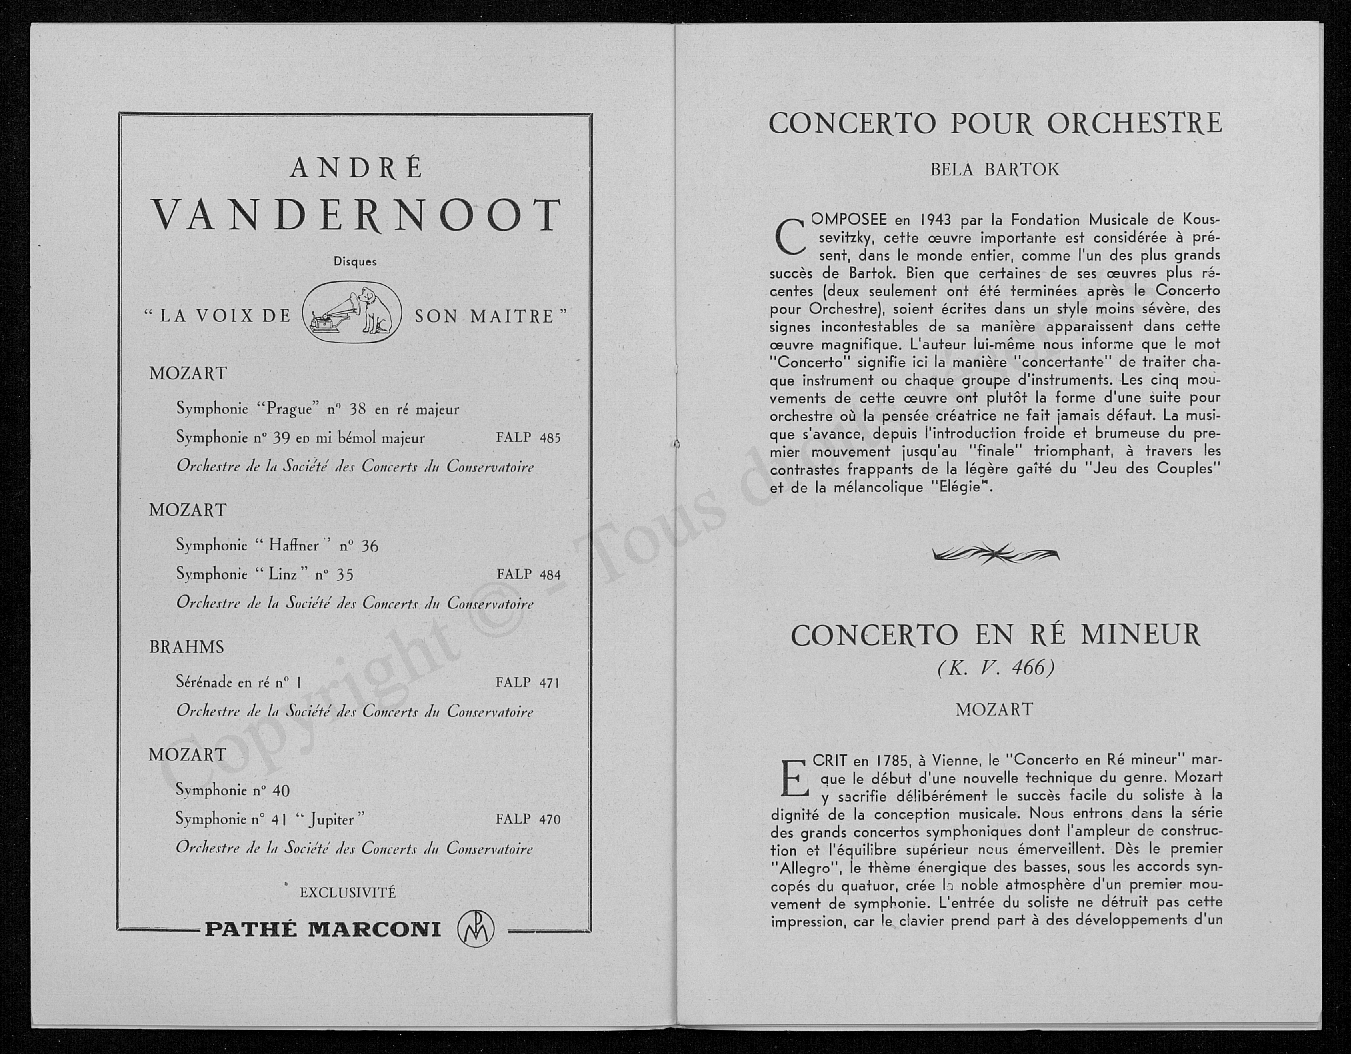 ANDRÉ
VANDERNOOT
Disques
“ LA VOIX DE SON MAITRE ”
MOZART
Symphonie “Prague” nº 38 en ré majeur
Symphonie nº 39 en mi bémol majeur FALP 485
Orchestre de la Société des Concerts du Conservatoire
MOZART
Symphonie “ Haffner ” nº 36
Symphonie “ Linz ” nº 35 FALP 484
Orchestre de la Société des Concerts du Conservatoire
BRAHMS
Sérénade en ré nº 1 FALP 471
Orchestre de la Société des Concerts du Conservatoire
MOZART
Symphonie nº 40
Symphonie nº 41 “ Jupiter ” FALP 470
Orchestre de la Société des Concerts du Conservatoire
EXCLUSIVITÉ
PATHÉ MARCONI
CONCERTO POUR ORCHESTRE
BELA BARTOK
COMPOSEE en 1943 par la Fondation Musicale de Kous-
sevitzky, cette œuvre importante est considérée à pré-
sent, dans le monde entier, comme l'un des plus grands
succès de Bartok. Bien que certaines de ses œuvres plus ré-
centes (deux seulement ont été terminées après le Concerto
pour Orchestre), soient écrites dans un style moins sévère, des
signes incontestables de sa manière apparaissent dans cette
œuvre magnifique. L'auteur lui-même nous informe que le mot
"Concerto" signifie ici la manière "concertante" de traiter cha-
que instrument ou chaque groupe d'instruments. Les cinq mou-
vements de cette œuvre ont plutôt la forme d'une suite pour
orchestre où la pensée créatrice ne fait jamais défaut. La musi-
que s'avance, depuis l'introduction froide et brumeuse du pre-
mier mouvement jusqu'au "finale" triomphant, à travers les
contrastes frappants de la légère gaîté du "Jeu des Couples"
et de la mélancolique "Elégie".
CONCERTO EN RÉ MINEUR
(K. V. 466)
MOZART
ECRIT en 1785, à Vienne, le "Concerto en Ré mineur" mar-
que le début d'une nouvelle technique du genre. Mozart
y sacrifie délibérément le succès facile du soliste à la
dignité de la conception musicale. Nous entrons dans la série
des grands concertos symphoniques dont l'ampleur de construc-
tion et l'équilibre supérieur nous émerveillent. Dès le premier
"Allegro", le thème énergique des basses, sous les accords syn-
copés du quatuor, crée la noble atmosphère d'un premier mou-
vement de symphonie. L'entrée du soliste ne détruit pas cette
impression, car le clavier prend part à des développements d'un
Copyright © - Tous droits réservés